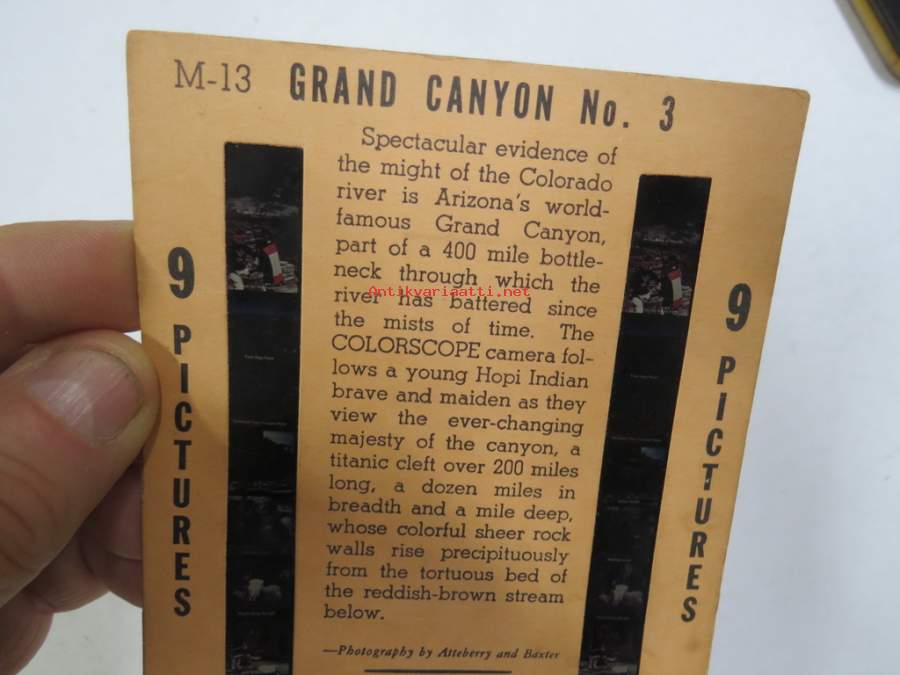 M-13 GRAND CANYON No. 3
Spectacular evidence of
the might of the Colorado
river is Arizona's world-
famous Grand Canyon,
part of a 400 mile bottle-
neck through which the
river has battered since
the mists of time. The
COLORSCOPE camera fol-
lows a young Hopi Indian
brave and maiden as they
view the ever-changing
majesty of the canyon, a
titanic cleft over 200 miles
long, a dozen miles in
breadth and a mile deep,
whose colorful sheer rock
walls rise precipituously
from the tortuous bed of
the reddish-brown stream
below.
—Photography by Atteberry and Baxter
9 PICTURES
9 PICTURES
Antikvariaatti.net